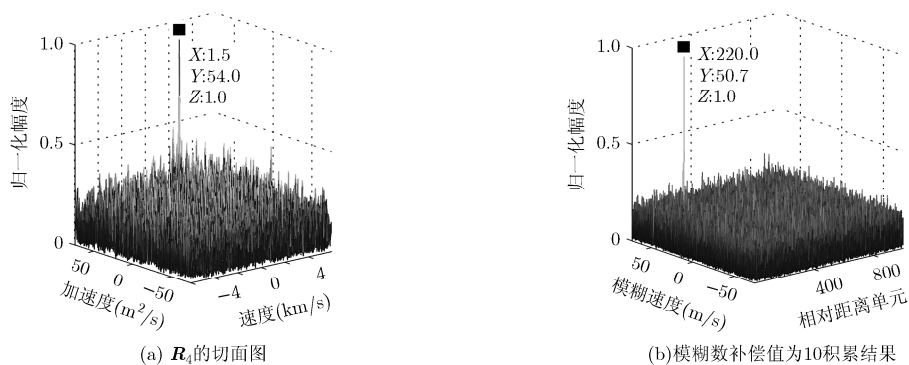 1.0
X:1.5
Y:54.0
Z:1.0
0.5
归一化幅度
0
50
0
−50
加速度(m²/s)
−4
0
4
速度(km/s)
(a) R₄的切面图
1.0
X:220.0
Y:50.7
Z:1.0
0.5
归一化幅度
0
50
0
−50
模糊速度(m/s)
400
800
相对距离单元
(b)模糊数补偿值为10积累结果